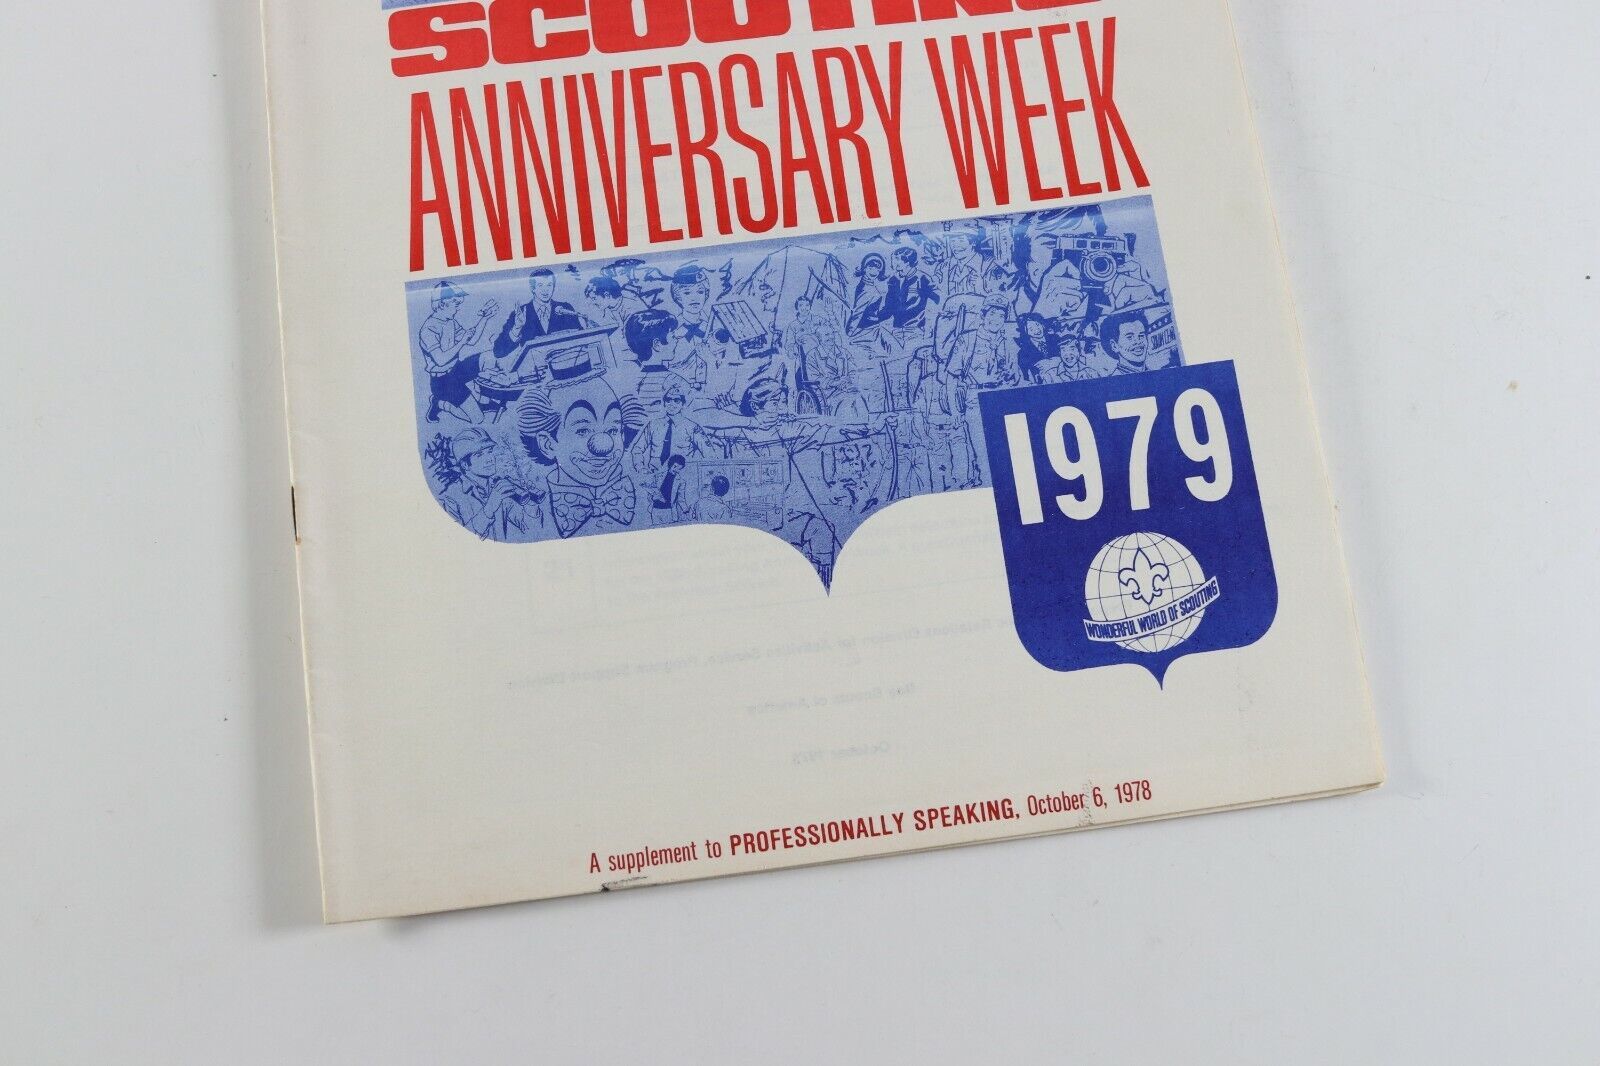 SCOUTING
ANNIVERSARY WEEK
1979
WONDERFUL WORLD OF SCOUTING
A supplement to PROFESSIONALLY SPEAKING, October 6, 1978